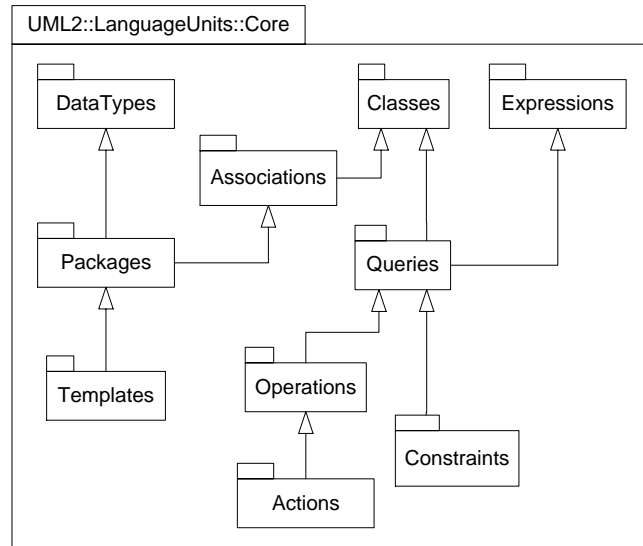 UML2::LanguageUnits::Core
DataTypes
Classes
Expressions
Associations
Packages
Queries
Templates
Operations
Constraints
Actions